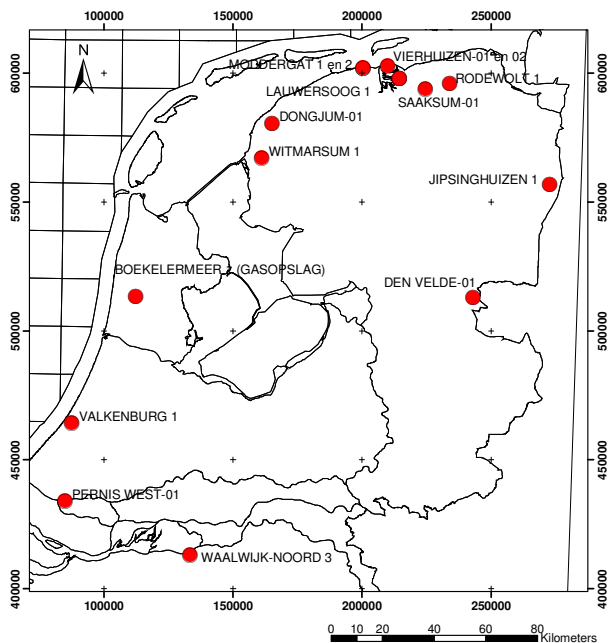 100000 150000 200000 250000
N
MODDERGAT 1 en 2
VIERHUIZEN-01 en 02
LAUWERSOOG 1
RODEWOLT 1
SAAKSUM-01
DONGJUM-01
WITMARSUM 1
JIPSINGHUIZEN 1
BOEKELERMEER 2 (GASOPSLAG)
DEN VELDE-01
VALKENBURG 1
PERNIS WEST-01
WAALWIJK-NOORD 3
600000 600000
550000 550000
500000 500000
450000 450000
400000 400000
100000 150000 200000 250000
0 10 20 40 60 80
Kilometers